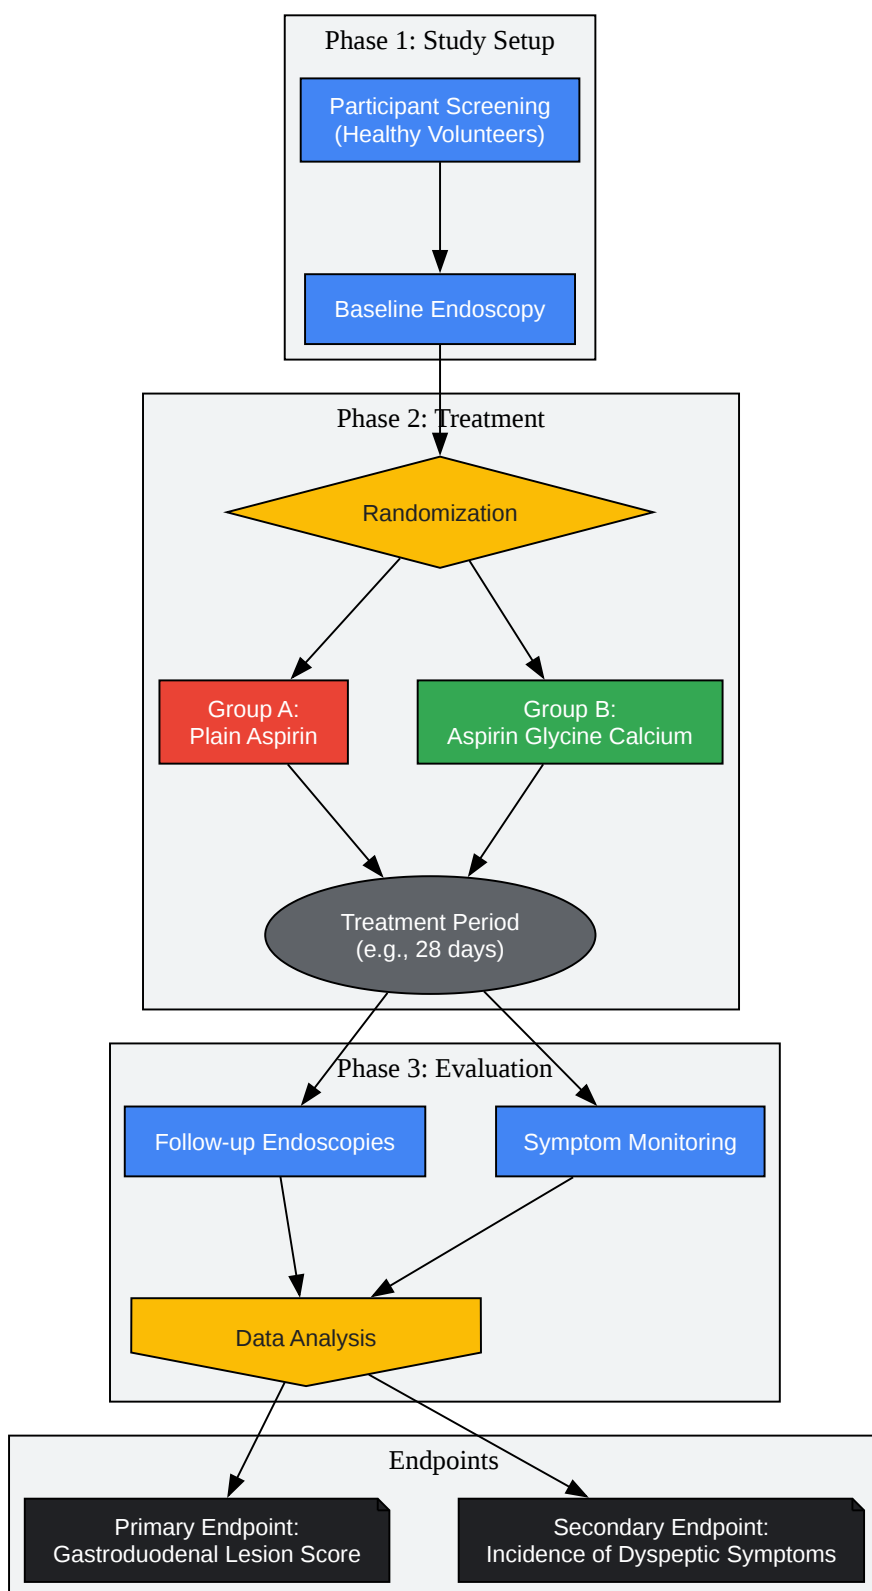 Phase 1: Study Setup
Participant Screening
(Healthy Volunteers)
Baseline Endoscopy
Phase 2: Treatment
Randomization
Group A:
Plain Aspirin
Group B:
Aspirin Glycine Calcium
Treatment Period
(e.g., 28 days)
Phase 3: Evaluation
Follow-up Endoscopies
Symptom Monitoring
Data Analysis
Endpoints
Primary Endpoint:
Gastroduodenal Lesion Score
Secondary Endpoint:
Incidence of Dyspeptic Symptoms